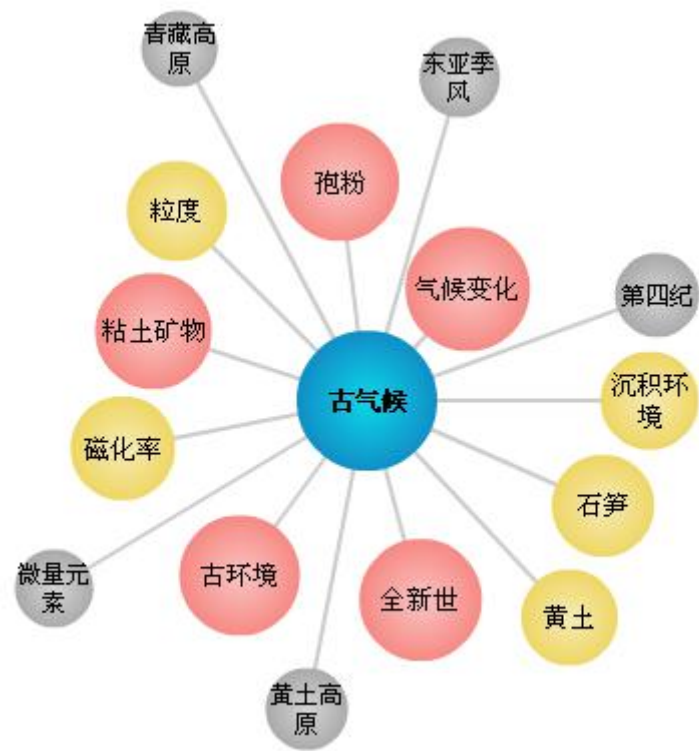 青藏高
原
东亚季
风
孢粉
粒度
气候变化
第四纪
粘土矿物
古气候
沉积环
境
磁化率
石笋
微量元
素
古环境
全新世
黄土
黄土高
原